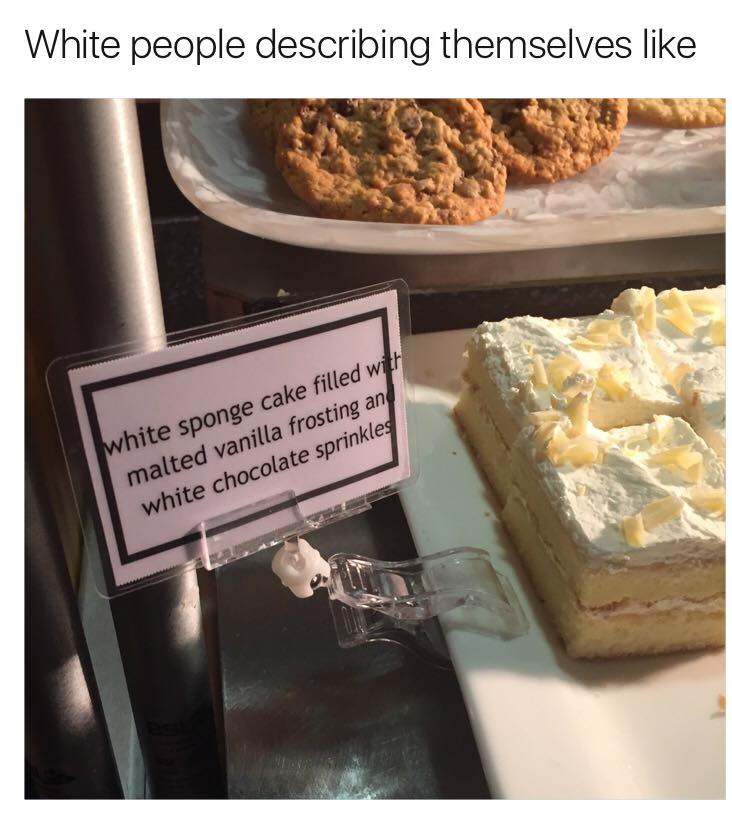 White people describing themselves like
white sponge cake filled with
malted vanilla frosting and
white chocolate sprinkles